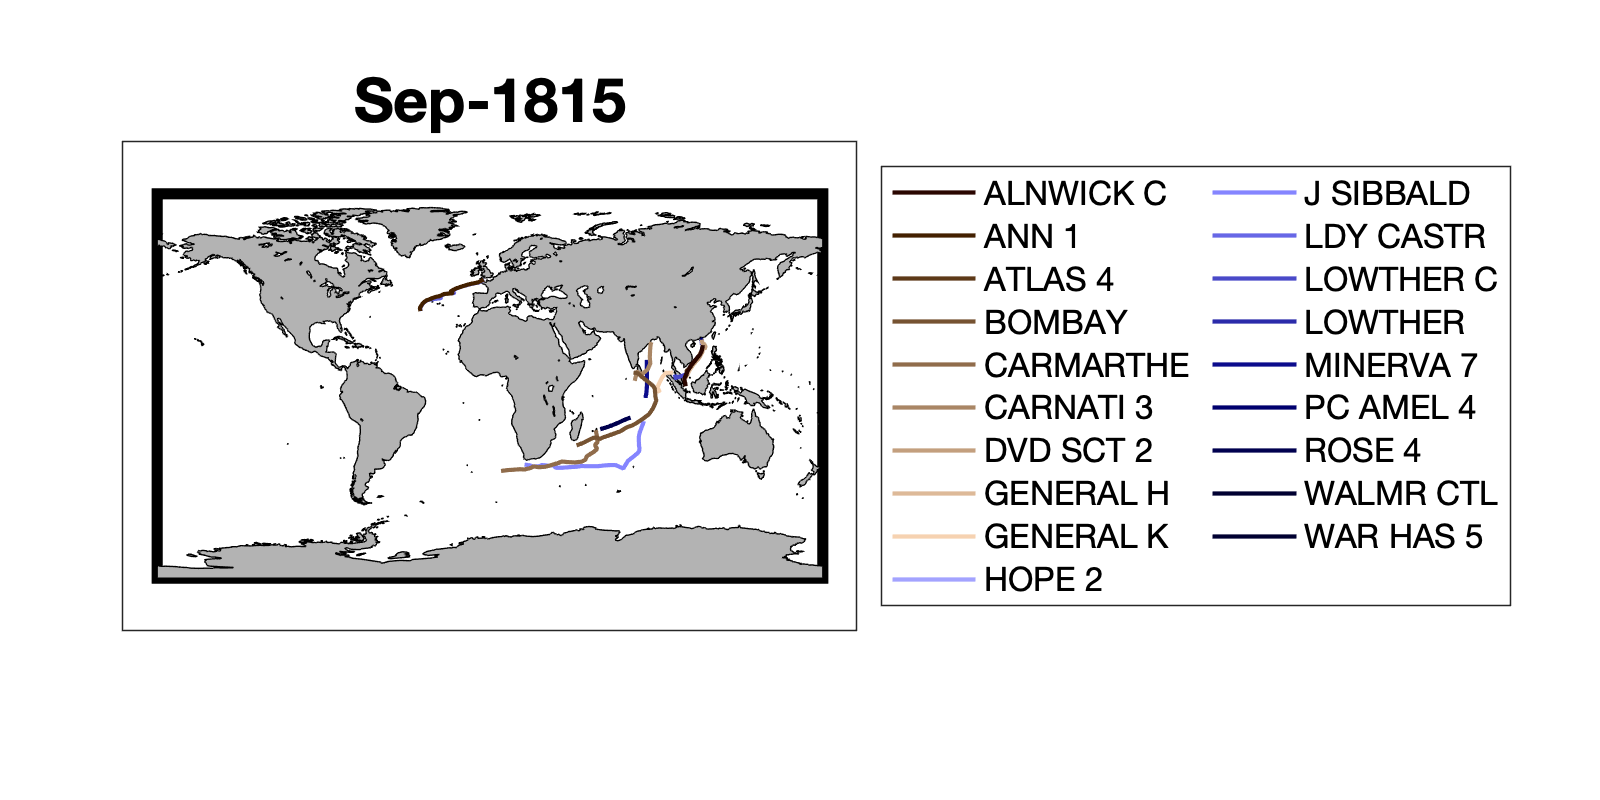 Sep-1815
ALNWICK C
ANN 1
ATLAS 4
BOMBAY
CARMARTHE
CARNATI 3
DVD SCT 2
GENERAL H
GENERAL K
HOPE 2
J SIBBALD
LDY CASTR
LOWTHER C
LOWTHER
MINERVA 7
PC AMEL 4
ROSE 4
WALMR CTL
WAR HAS 5